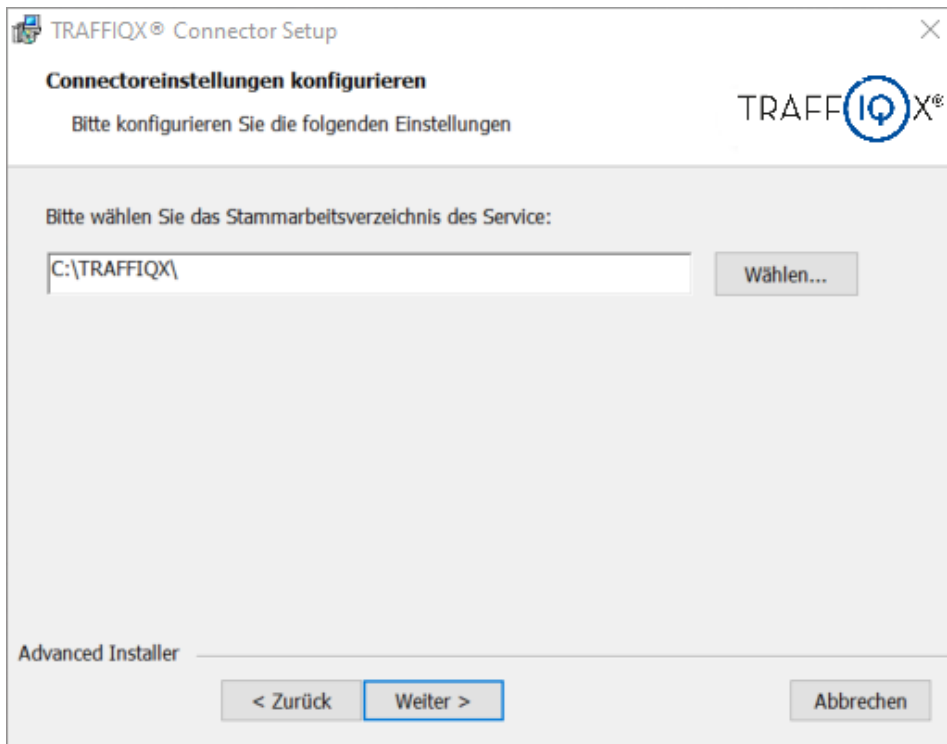 TRAFFIQX® Connector Setup
Connectoreinstellungen konfigurieren
Bitte konfigurieren Sie die folgenden Einstellungen
TRAFFIQX®
Bitte wählen Sie das Stammarbeitsverzeichnis des Service:
C:\TRAFFIQX\
Wählen...
Advanced Installer
< Zurück
Weiter >
Abbrechen